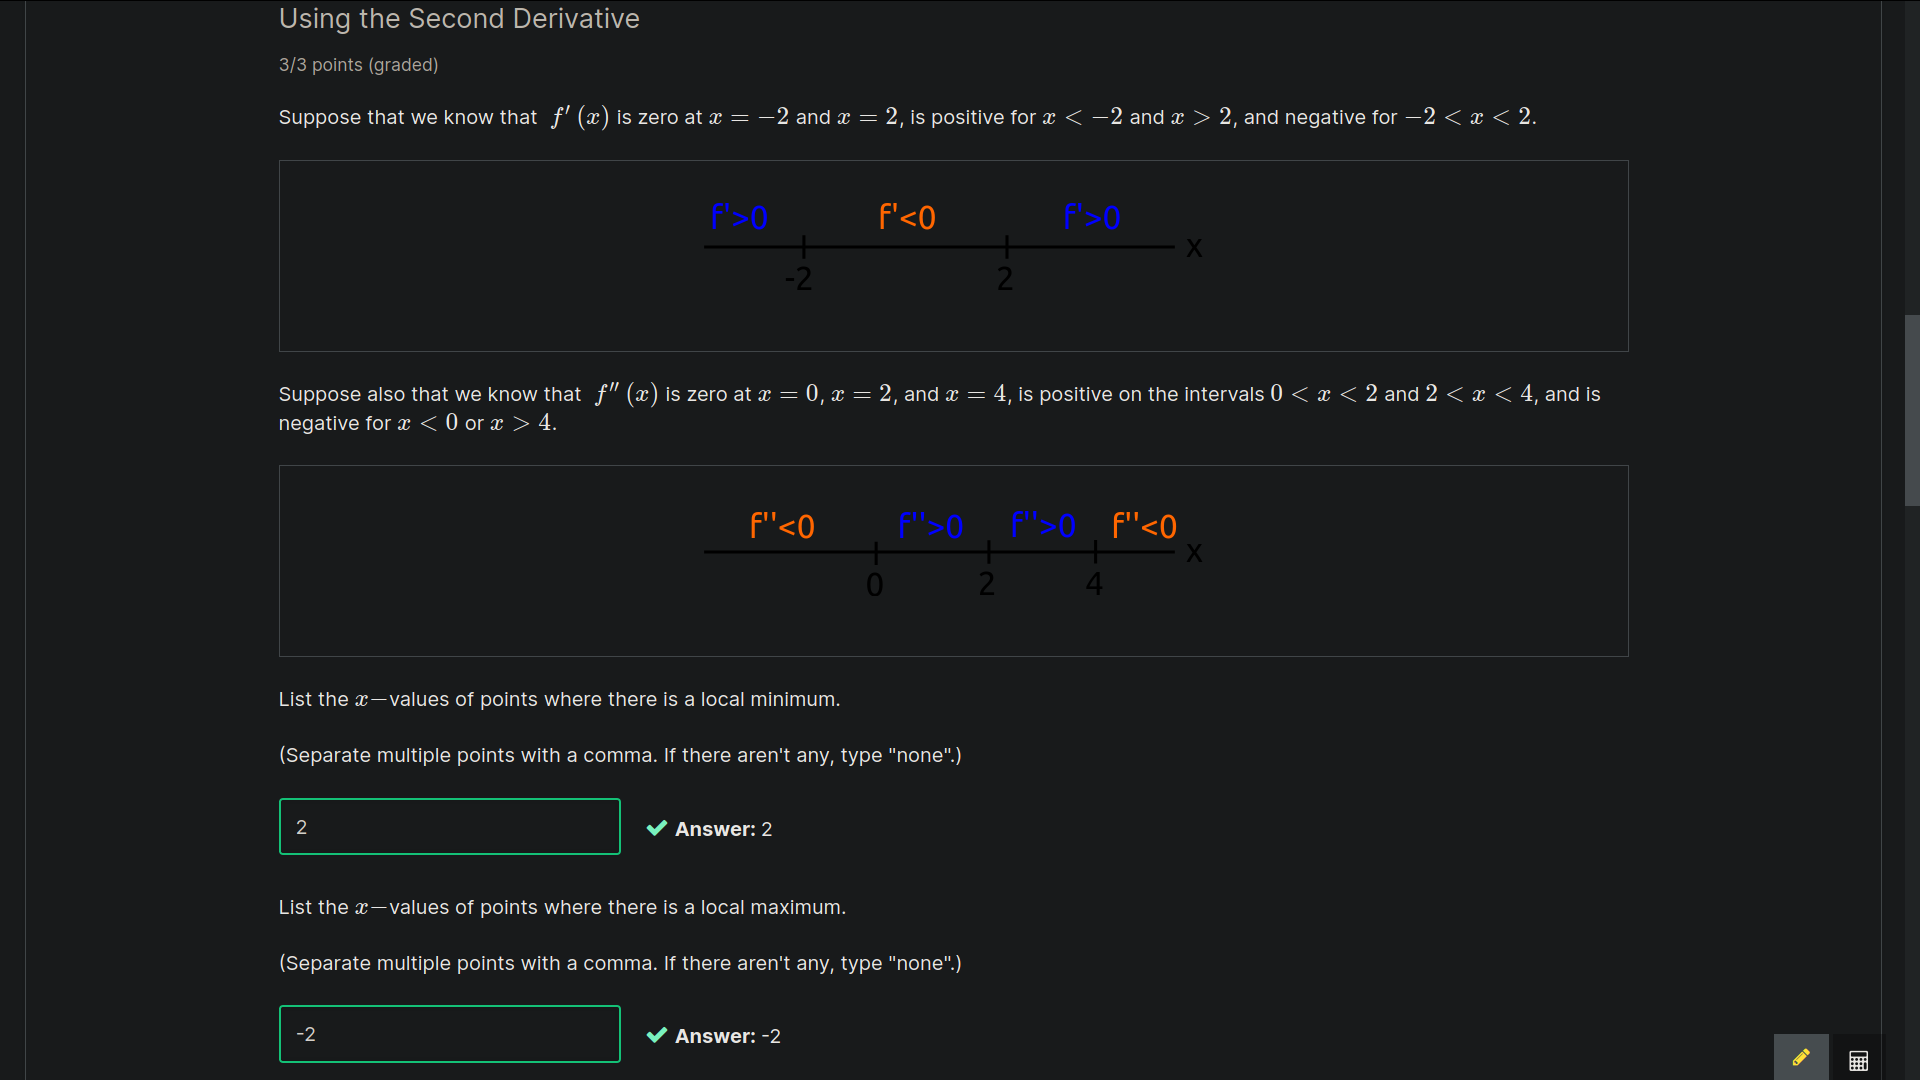 Using the Second Derivative
3/3 points (graded)
Suppose that we know that f′ (x) is zero at x = −2 and x = 2, is positive for x < −2 and x > 2, and negative for −2 < x < 2.
f'>0 f'<0 f'>0
x
-2 2
Suppose also that we know that f″ (x) is zero at x = 0, x = 2, and x = 4, is positive on the intervals 0 < x < 2 and 2 < x < 4, and is
negative for x < 0 or x > 4.
f''<0 f''>0 f''>0 f''<0
x
0 2 4
List the x−values of points where there is a local minimum.
(Separate multiple points with a comma. If there aren't any, type "none".)
2 Answer: 2
List the x−values of points where there is a local maximum.
(Separate multiple points with a comma. If there aren't any, type "none".)
-2 Answer: -2